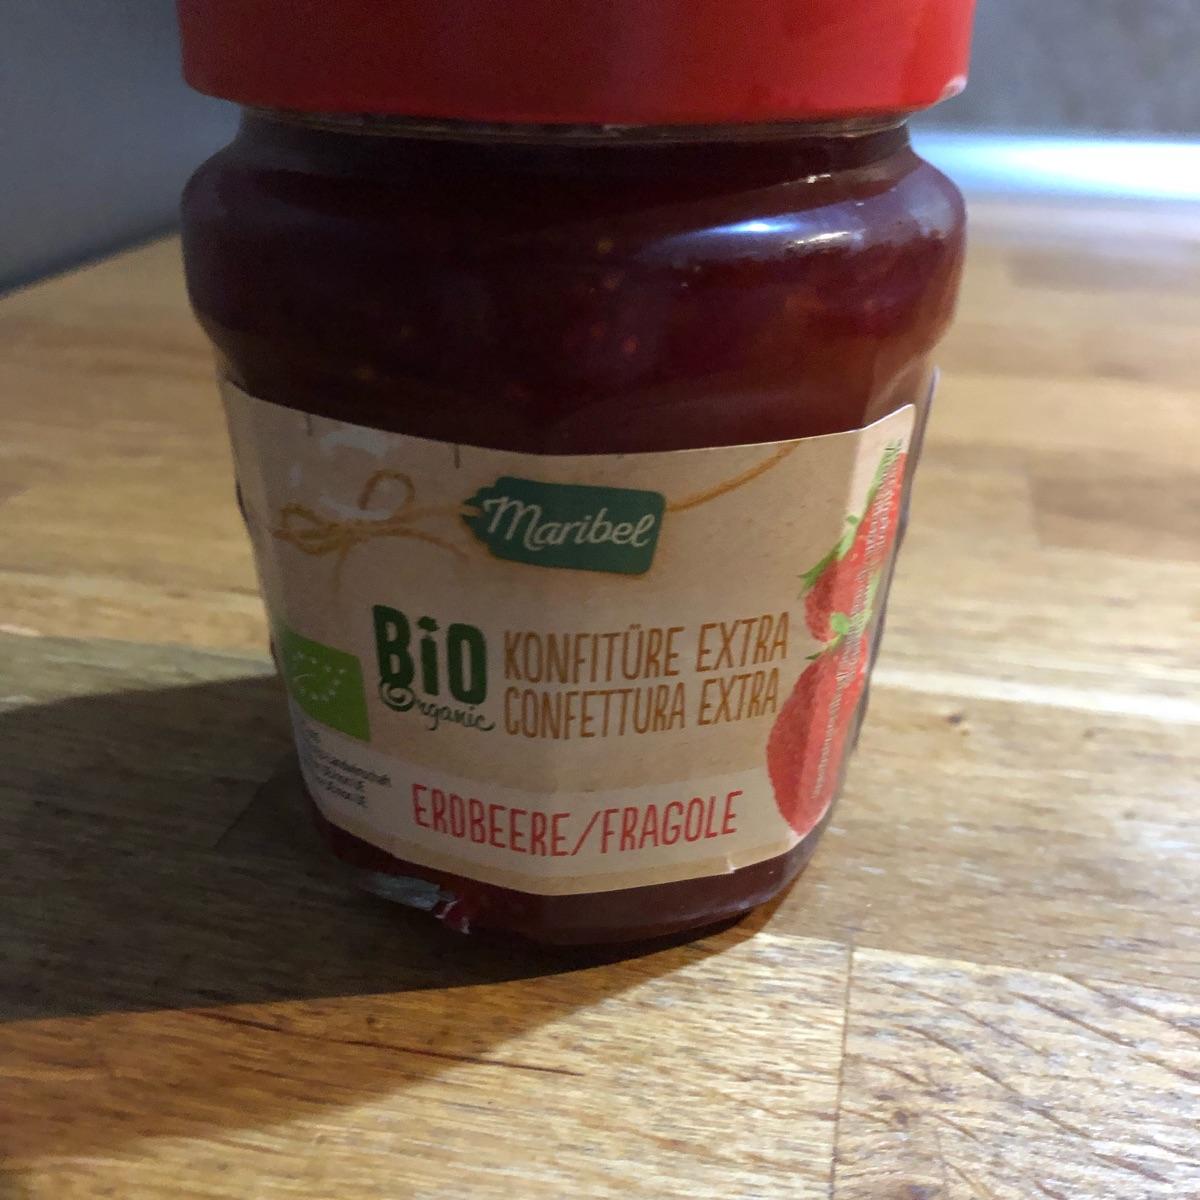 Maribel
BiO
Organic
KONFITÜRE EXTRA
CONFETTURA EXTRA
ERDBEERE/FRAGOLE